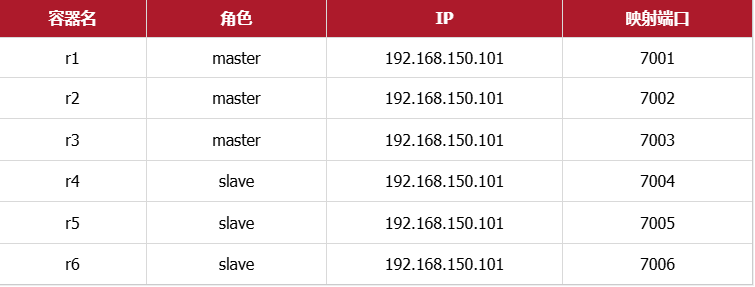 容器名 角色 IP 映射端口
r1 master 192.168.150.101 7001
r2 master 192.168.150.101 7002
r3 master 192.168.150.101 7003
r4 slave 192.168.150.101 7004
r5 slave 192.168.150.101 7005
r6 slave 192.168.150.101 7006